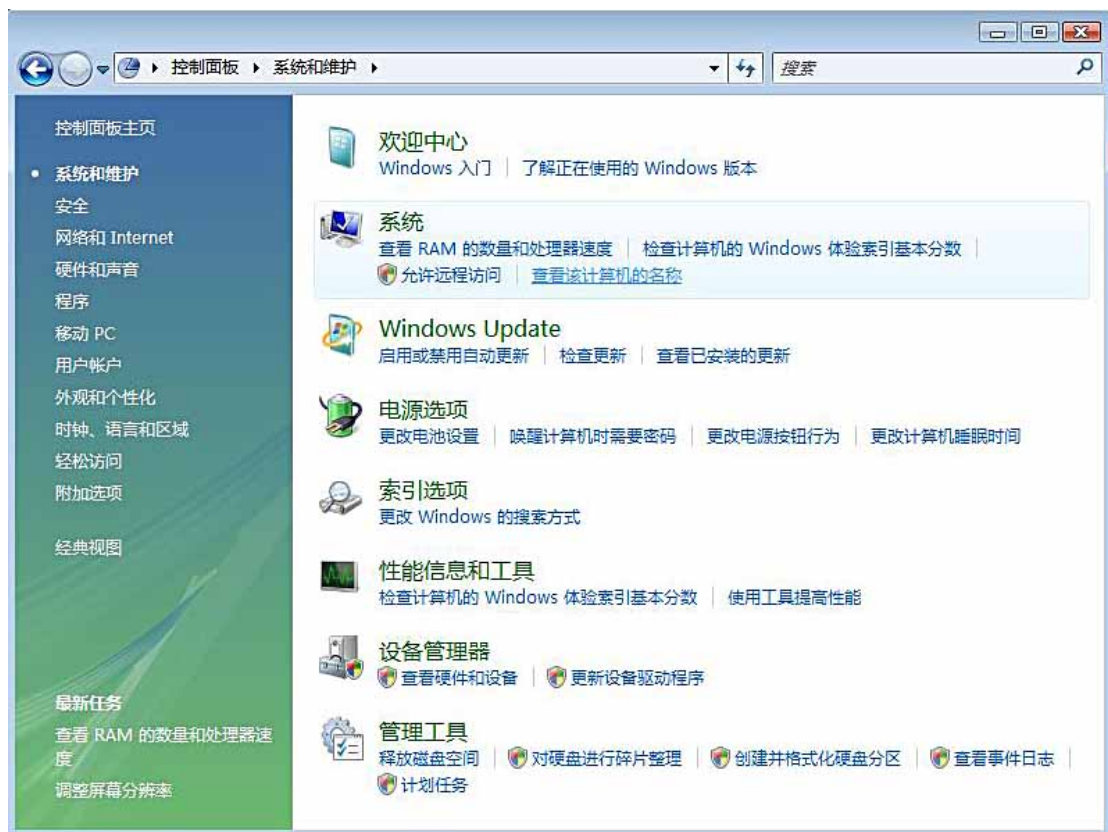 控制面板 系统和维护
搜索
控制面板主页
系统和维护
安全
网络和 Internet
硬件和声音
程序
移动 PC
用户帐户
外观和个性化
时钟、语言和区域
轻松访问
附加选项
经典视图
最新任务
查看 RAM 的数量和处理器速
度
调整屏幕分辨率
欢迎中心
Windows 入门 了解正在使用的 Windows 版本
系统
查看 RAM 的数量和处理器速度 检查计算机的 Windows 体验索引基本分数
允许远程访问 查看该计算机的名称
Windows Update
启用或禁用自动更新 检查更新 查看已安装的更新
电源选项
更改电池设置 唤醒计算机时需要密码 更改电源按钮行为 更改计算机睡眠时间
索引选项
更改 Windows 的搜索方式
性能信息和工具
检查计算机的 Windows 体验索引基本分数 使用工具提高性能
设备管理器
查看硬件和设备 更新设备驱动程序
管理工具
释放磁盘空间 对硬盘进行碎片整理 创建并格式化硬盘分区 查看事件日志
计划任务